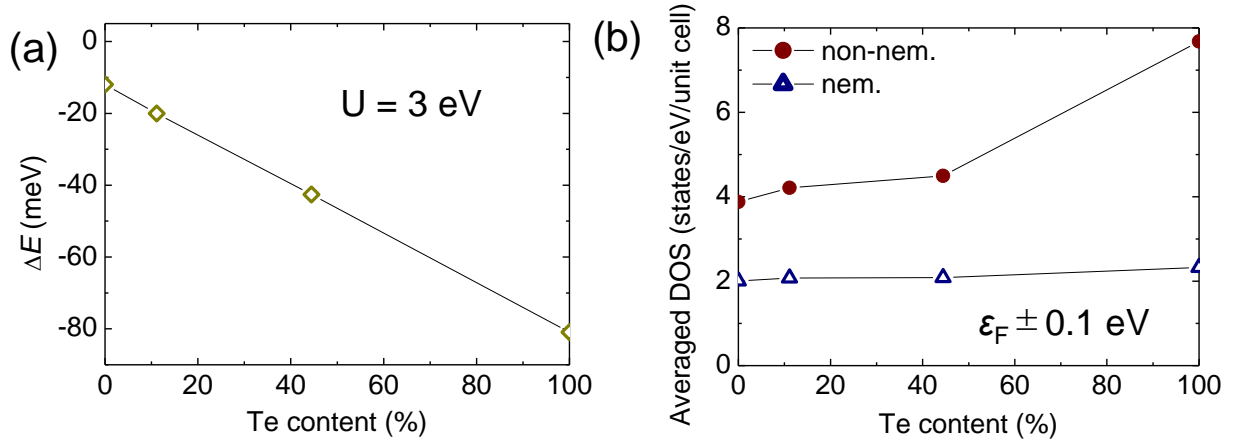 (a)
0
-20
-40
-60
-80
ΔE (meV)
U = 3 eV
0 20 40 60 80 100
Te content (%)
(b)
8
6
4
2
0
Averaged DOS (states/eV/unit cell)
non-nem.
nem.
εF ± 0.1 eV
0 20 40 60 80 100
Te content (%)